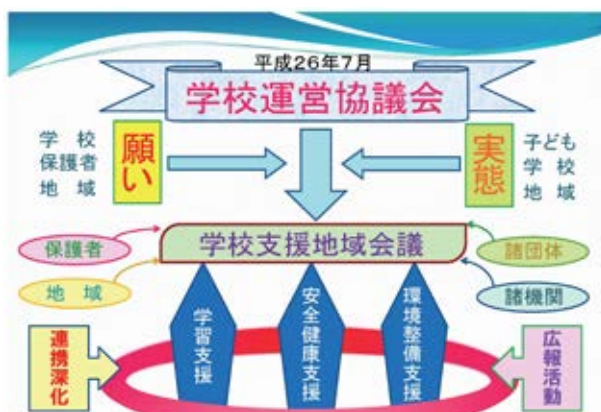 平成26年7月
学校運営協議会
学校
保護者
地域
願い
実態
子ども
学校
地域
学校支援地域会議
保護者
地域
諸団体
諸機関
学習支援
安全健康支援
環境整備支援
連携深化
広報活動